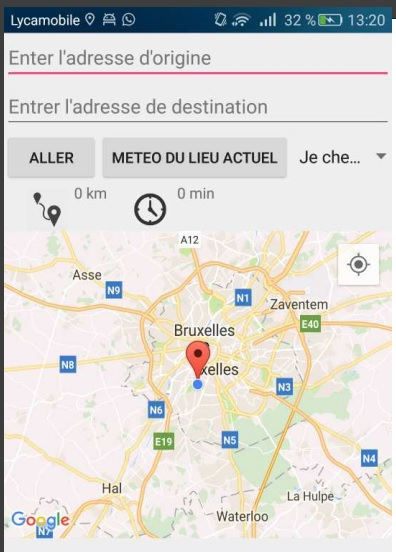 Lycamobile 32 % 13:20
Enter l'adresse d'origine
Entrer l'adresse de destination
ALLER METEO DU LIEU ACTUEL Je che...
0 km 0 min
A12
Asse
N9
N1
Zaventem
Bruxelles
E40
N8
xelles
N3
N6
E19
N5
N4
Hal
La Hulpe
Waterloo
Google
N7